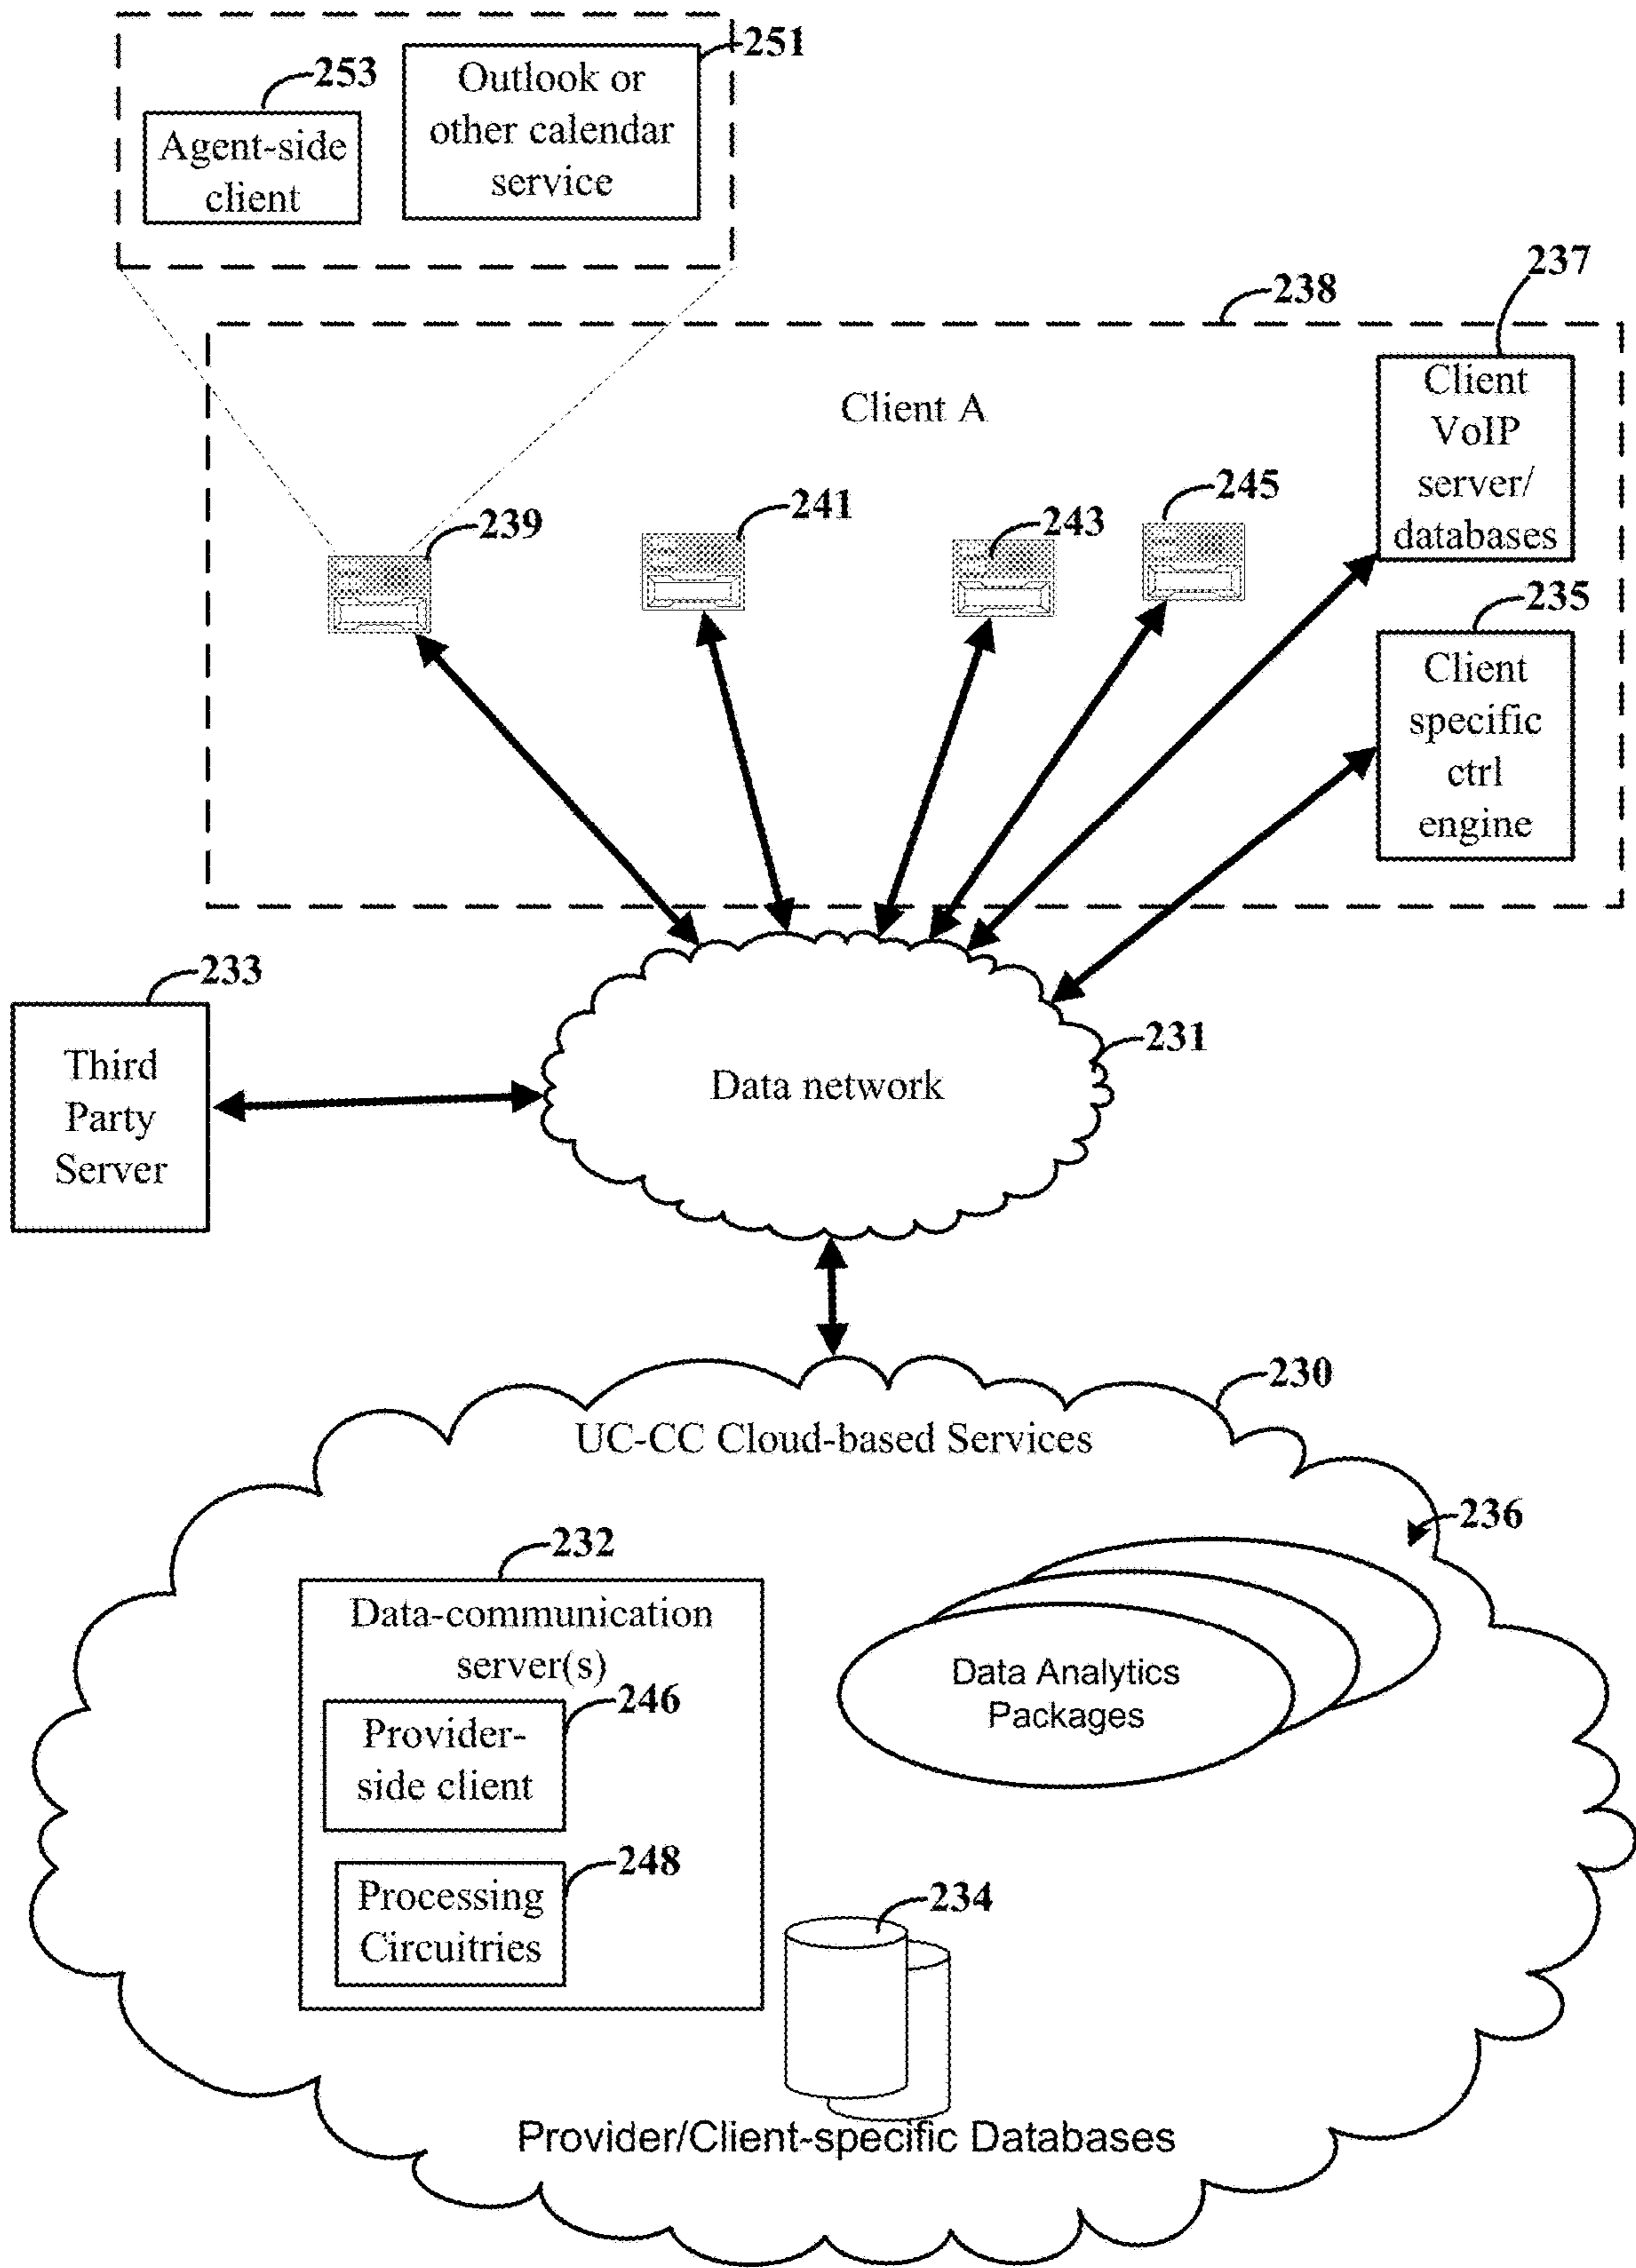 251
253
Outlook or
other calendar
service
Agent-side
client
237
238
Client
VoIP
server/
databases
Client A
245
241
243
239
235
Client
specific
ctrl
engine
233
231
Third
Party
Server
Data network
230
UC-CC Cloud-based Services
236
232
Data-communication
server(s)
Data Analytics
Packages
246
Provider-
side client
248
Processing
Circuitries
234
Provider/Client-specific Databases